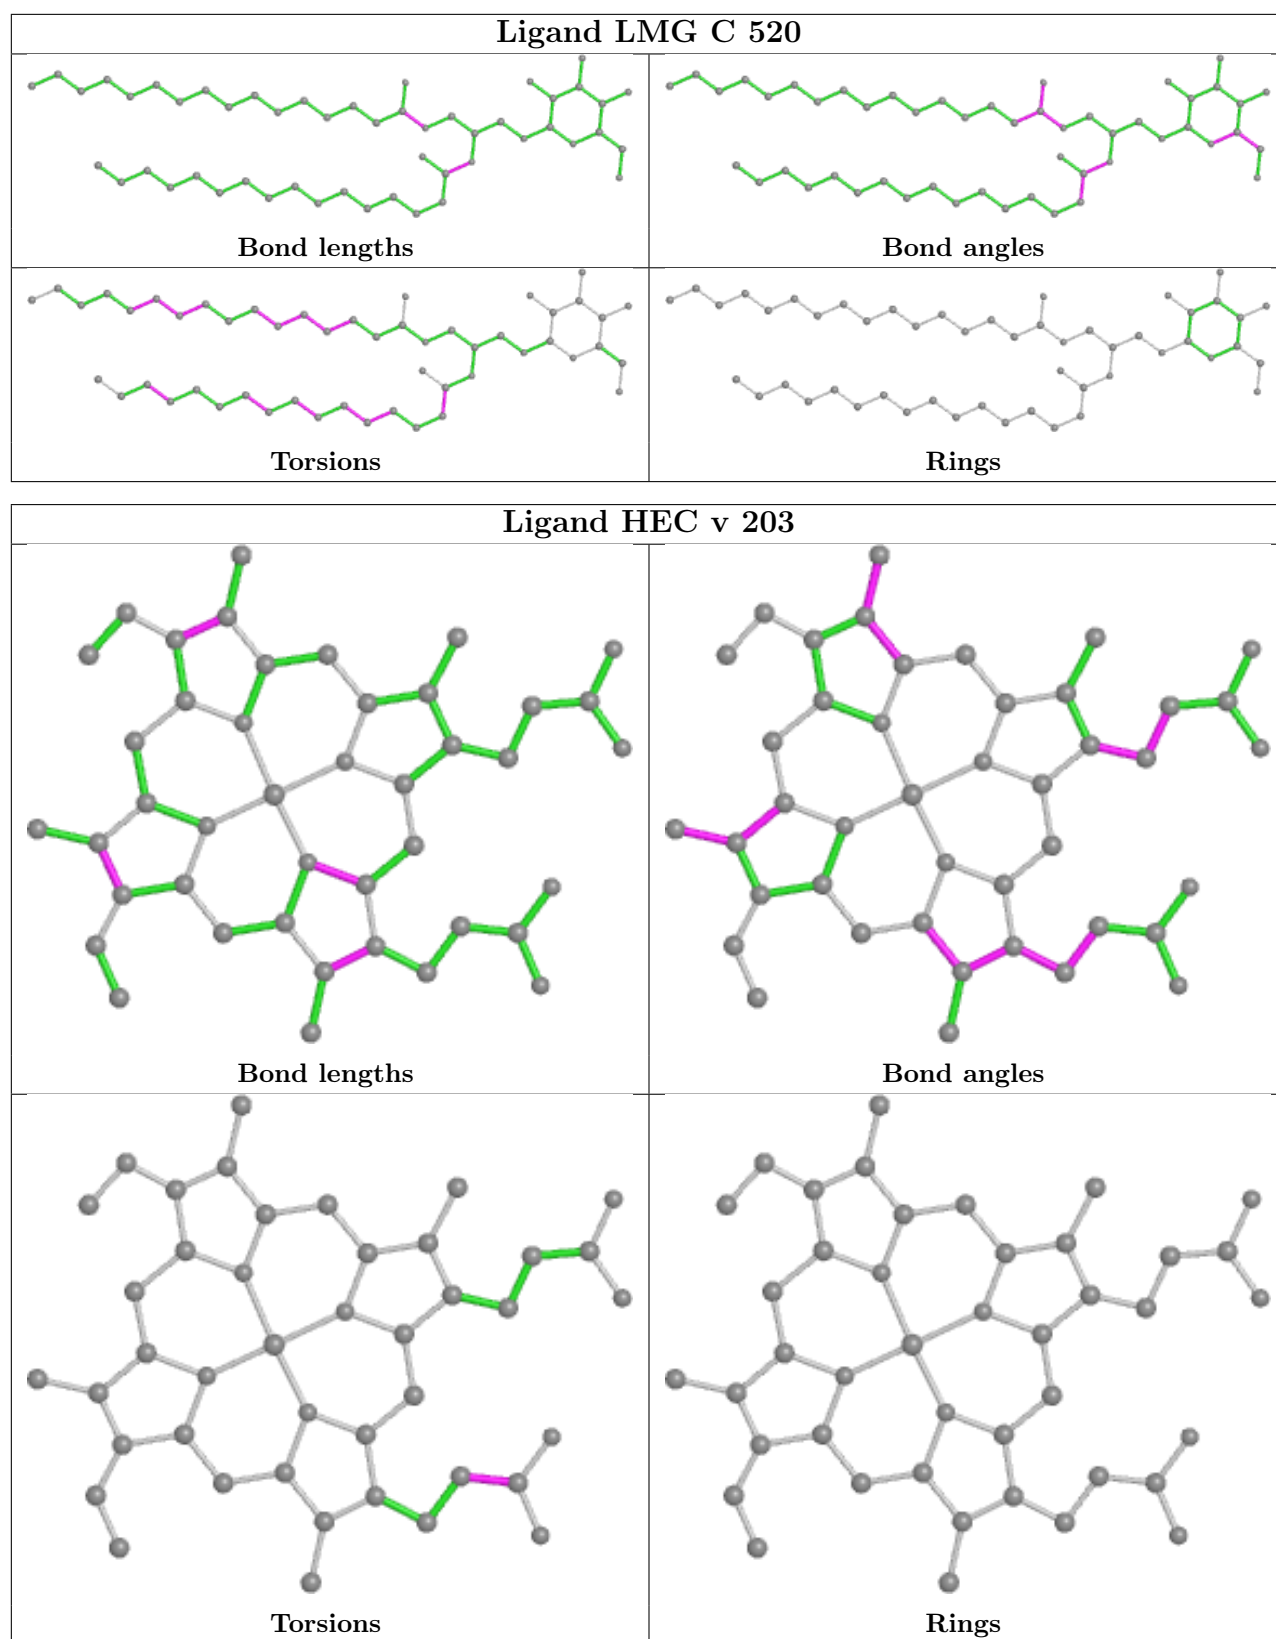 Ligand LMG C 520
Bond lengths
Bond angles
Torsions
Rings
Ligand HEC v 203
Bond lengths
Bond angles
Torsions
Rings